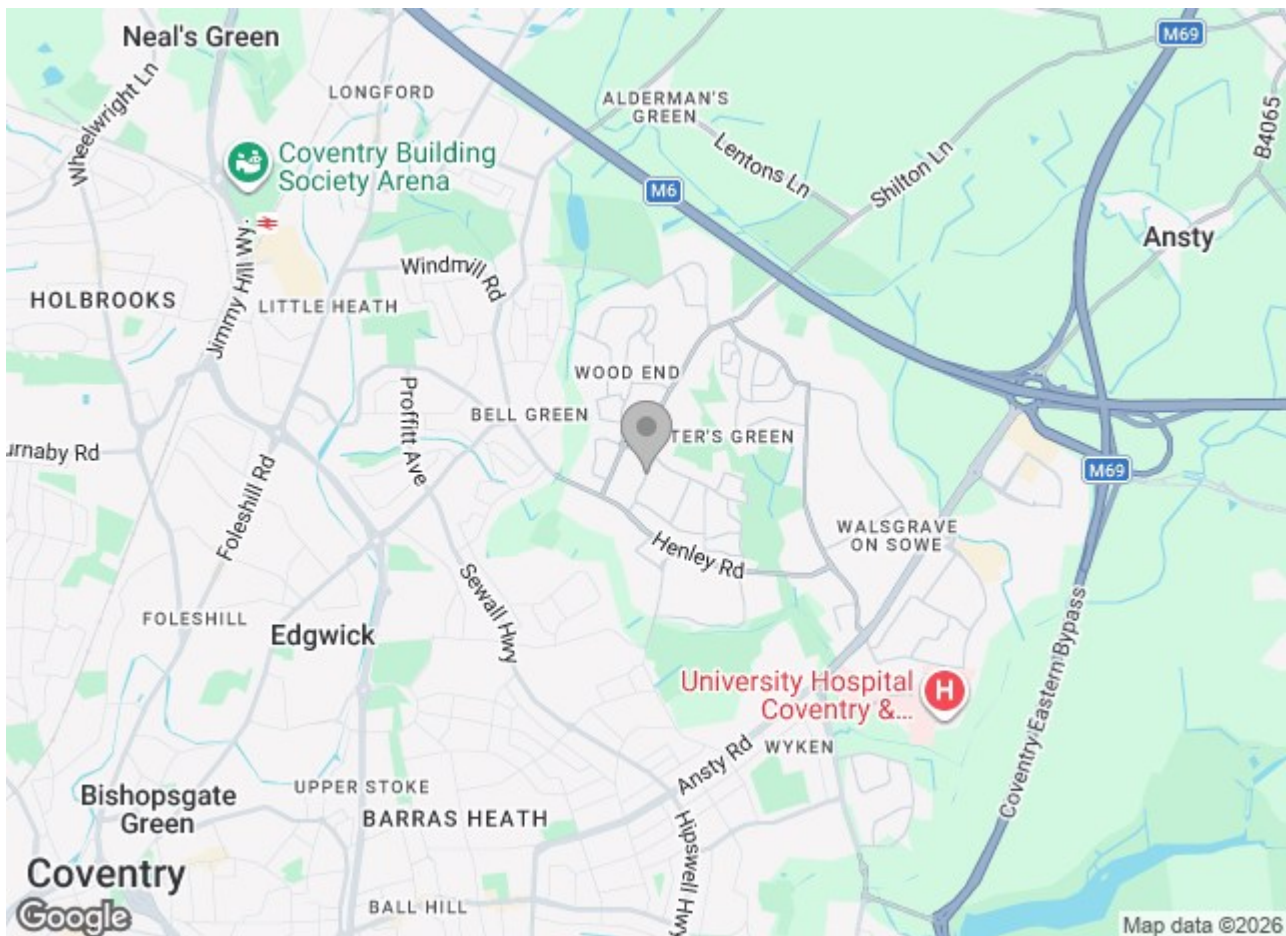 Neal's Green
Wheelwright Ln
LONGFORD
ALDERMAN'S
GREEN
Lentons Ln
Shilton Ln
M69
B4065
Coventry Building
Society Arena
M6
Ansty
HOLBROOKS
Jimmy Hill Wy.
Windmill Rd
LITTLE HEATH
WOOD END
Proffitt Ave
BELL GREEN
TER'S GREEN
urnaby Rd
M69
Foleshill Rd
WALSGRAVE
ON SOWE
Henley Rd
Sewall Hwy
FOLESHILL
Edgwick
Coventry Eastern Bypass
University Hospital
Coventry &...
H
Ansty Rd
WYKEN
UPPER STOKE
Bishopsgate
Green
BARRAS HEATH
Hipswell Hwy
Coventry
BALL HILL
Google
Map data ©2026